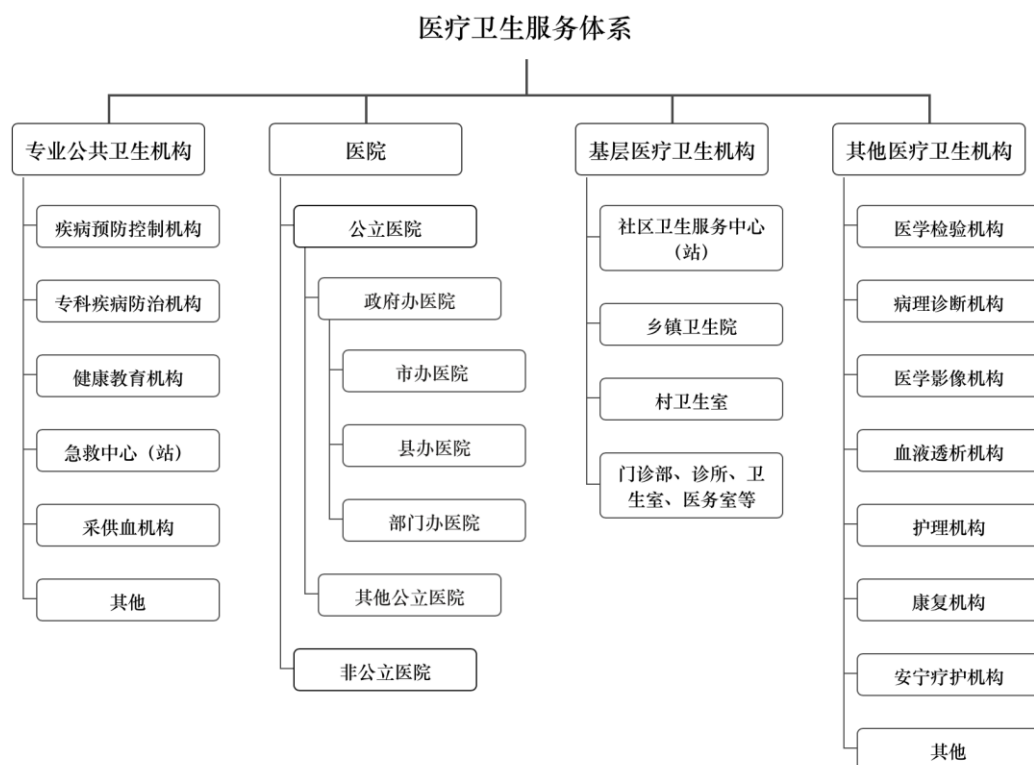 医疗卫生服务体系
专业公共卫生机构
疾病预防控制机构
专科疾病防治机构
健康教育机构
急救中心（站）
采供血机构
其他
医院
公立医院
政府办医院
市办医院
县办医院
部门办医院
其他公立医院
非公立医院
基层医疗卫生机构
社区卫生服务中心
（站）
乡镇卫生院
村卫生室
门诊部、诊所、卫
生室、医务室等
其他医疗卫生机构
医学检验机构
病理诊断机构
医学影像机构
血液透析机构
护理机构
康复机构
安宁疗护机构
其他